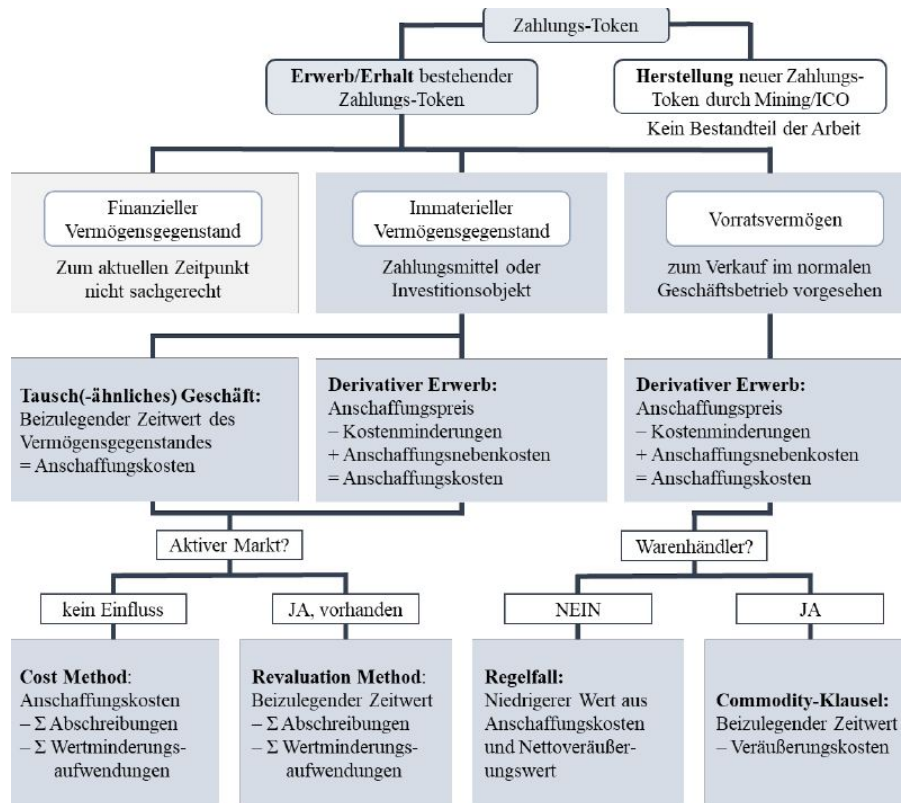 Zahlungs-Token
Erwerb/Erhalt bestehender
Zahlungs-Token
Herstellung neuer Zahlungs-
Token durch Mining/ICO
Kein Bestandteil der Arbeit
Finanzieller
Vermögensgegenstand
Zum aktuellen Zeitpunkt
nicht sachgerecht
Immaterieller
Vermögensgegenstand
Zahlungsmittel oder
Investitionsobjekt
Vorratsvermögen
zum Verkauf im normalen
Geschäftsbetrieb vorgesehen
Tausch(-ähnliches) Geschäft:
Beizulegender Zeitwert des
Vermögensgegenstandes
= Anschaffungskosten
Derivativer Erwerb:
Anschaffungspreis
– Kostenminderungen
+ Anschaffungsnebenkosten
= Anschaffungskosten
Derivativer Erwerb:
Anschaffungspreis
– Kostenminderungen
+ Anschaffungsnebenkosten
= Anschaffungskosten
Aktiver Markt?
Warenhändler?
kein Einfluss
JA, vorhanden
NEIN
JA
Cost Method:
Anschaffungskosten
– Σ Abschreibungen
– Σ Wertminderungs-
aufwendungen
Revaluation Method:
Beizulegender Zeitwert
– Σ Abschreibungen
– Σ Wertminderungs-
aufwendungen
Regelfall:
Niedrigerer Wert aus
Anschaffungskosten
und Nettoveräußer-
ungswert
Commodity-Klausel:
Beizulegender Zeitwert
– Veräußerungskosten